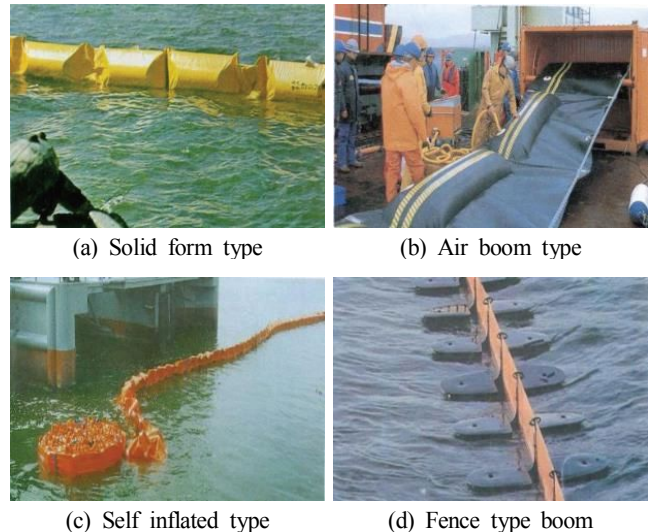 (a) Solid form type
(b) Air boom type
(c) Self inflated type
(d) Fence type boom